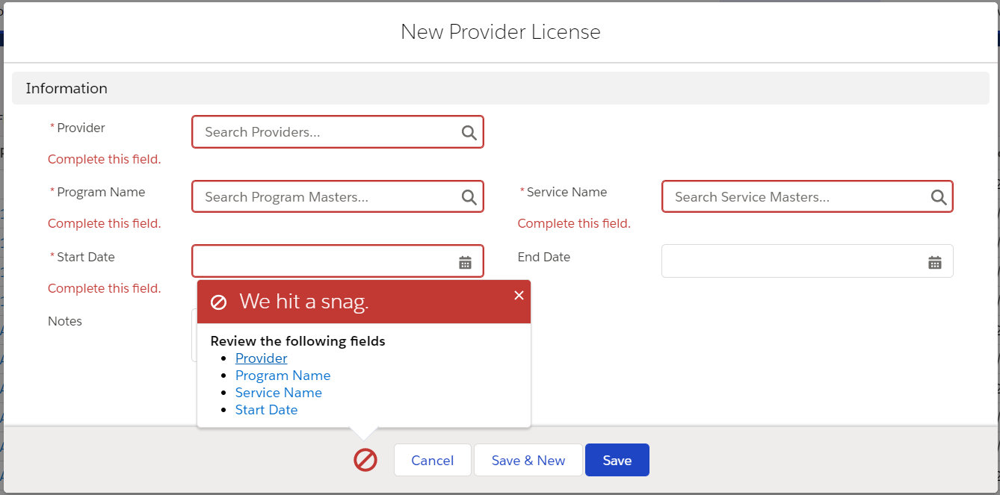 New Provider License
Information
*Provider
Search Providers...
Complete this field.
*Program Name
Search Program Masters...
*Service Name
Search Service Masters...
Complete this field.
Complete this field.
*Start Date
End Date
Complete this field.
Notes
We hit a snag.
Review the following fields
• Provider
• Program Name
• Service Name
• Start Date
Cancel
Save & New
Save